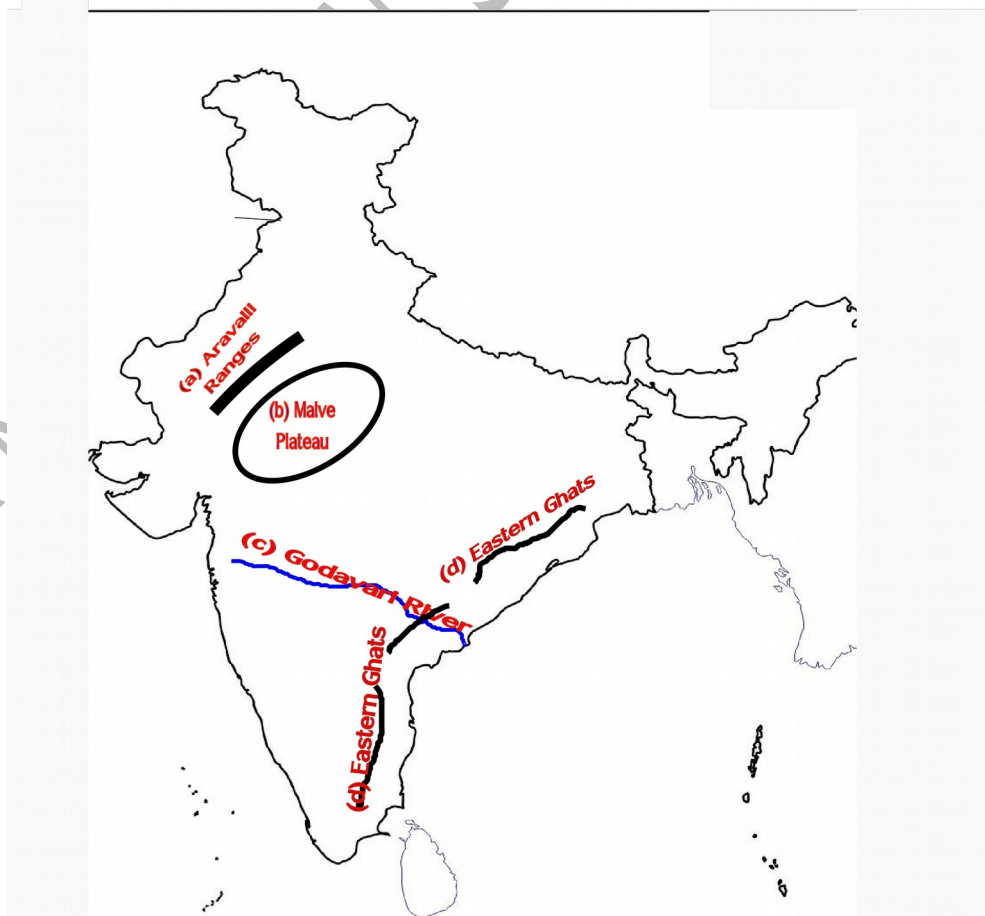 (a) Aravalli
Ranges
(b) Malve
Plateau
(d) Eastern Ghats
(c) Godavari River
(d) Eastern Ghats